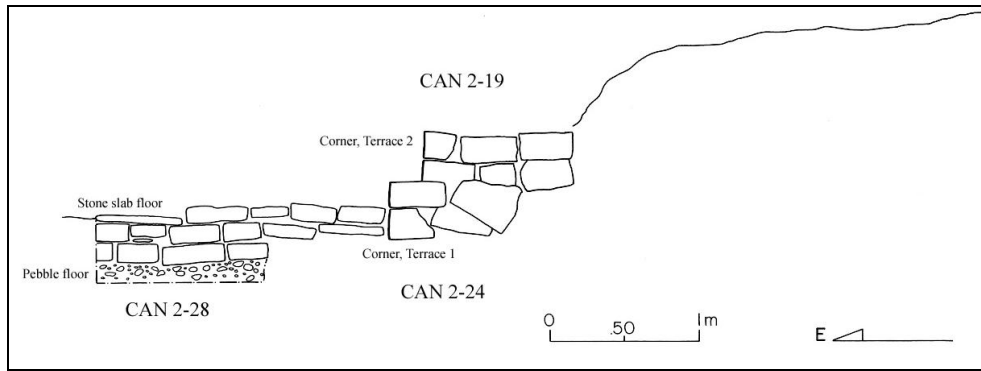 CAN 2-19
Corner, Terrace 2
Stone slab floor
Corner, Terrace 1
Pebble floor
CAN 2-24
CAN 2-28
0 .50 1m
E